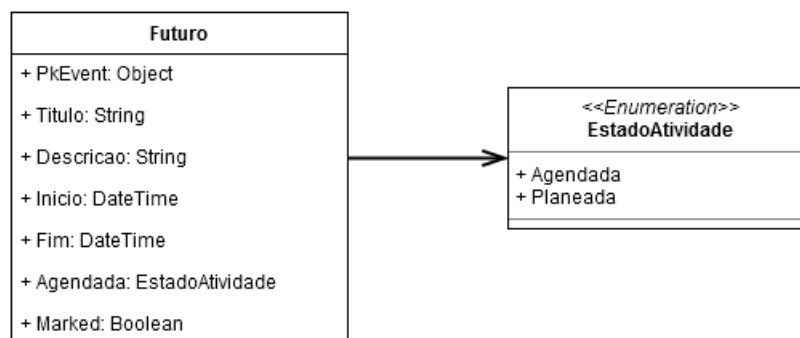 Futuro
+ PkEvent: Object
+ Titulo: String
+ Descricao: String
+ Inicio: DateTime
+ Fim: DateTime
+ Agendada: EstadoAtividade
+ Marked: Boolean
<<Enumeration>>
EstadoAtividade
+ Agendada
+ Planeada